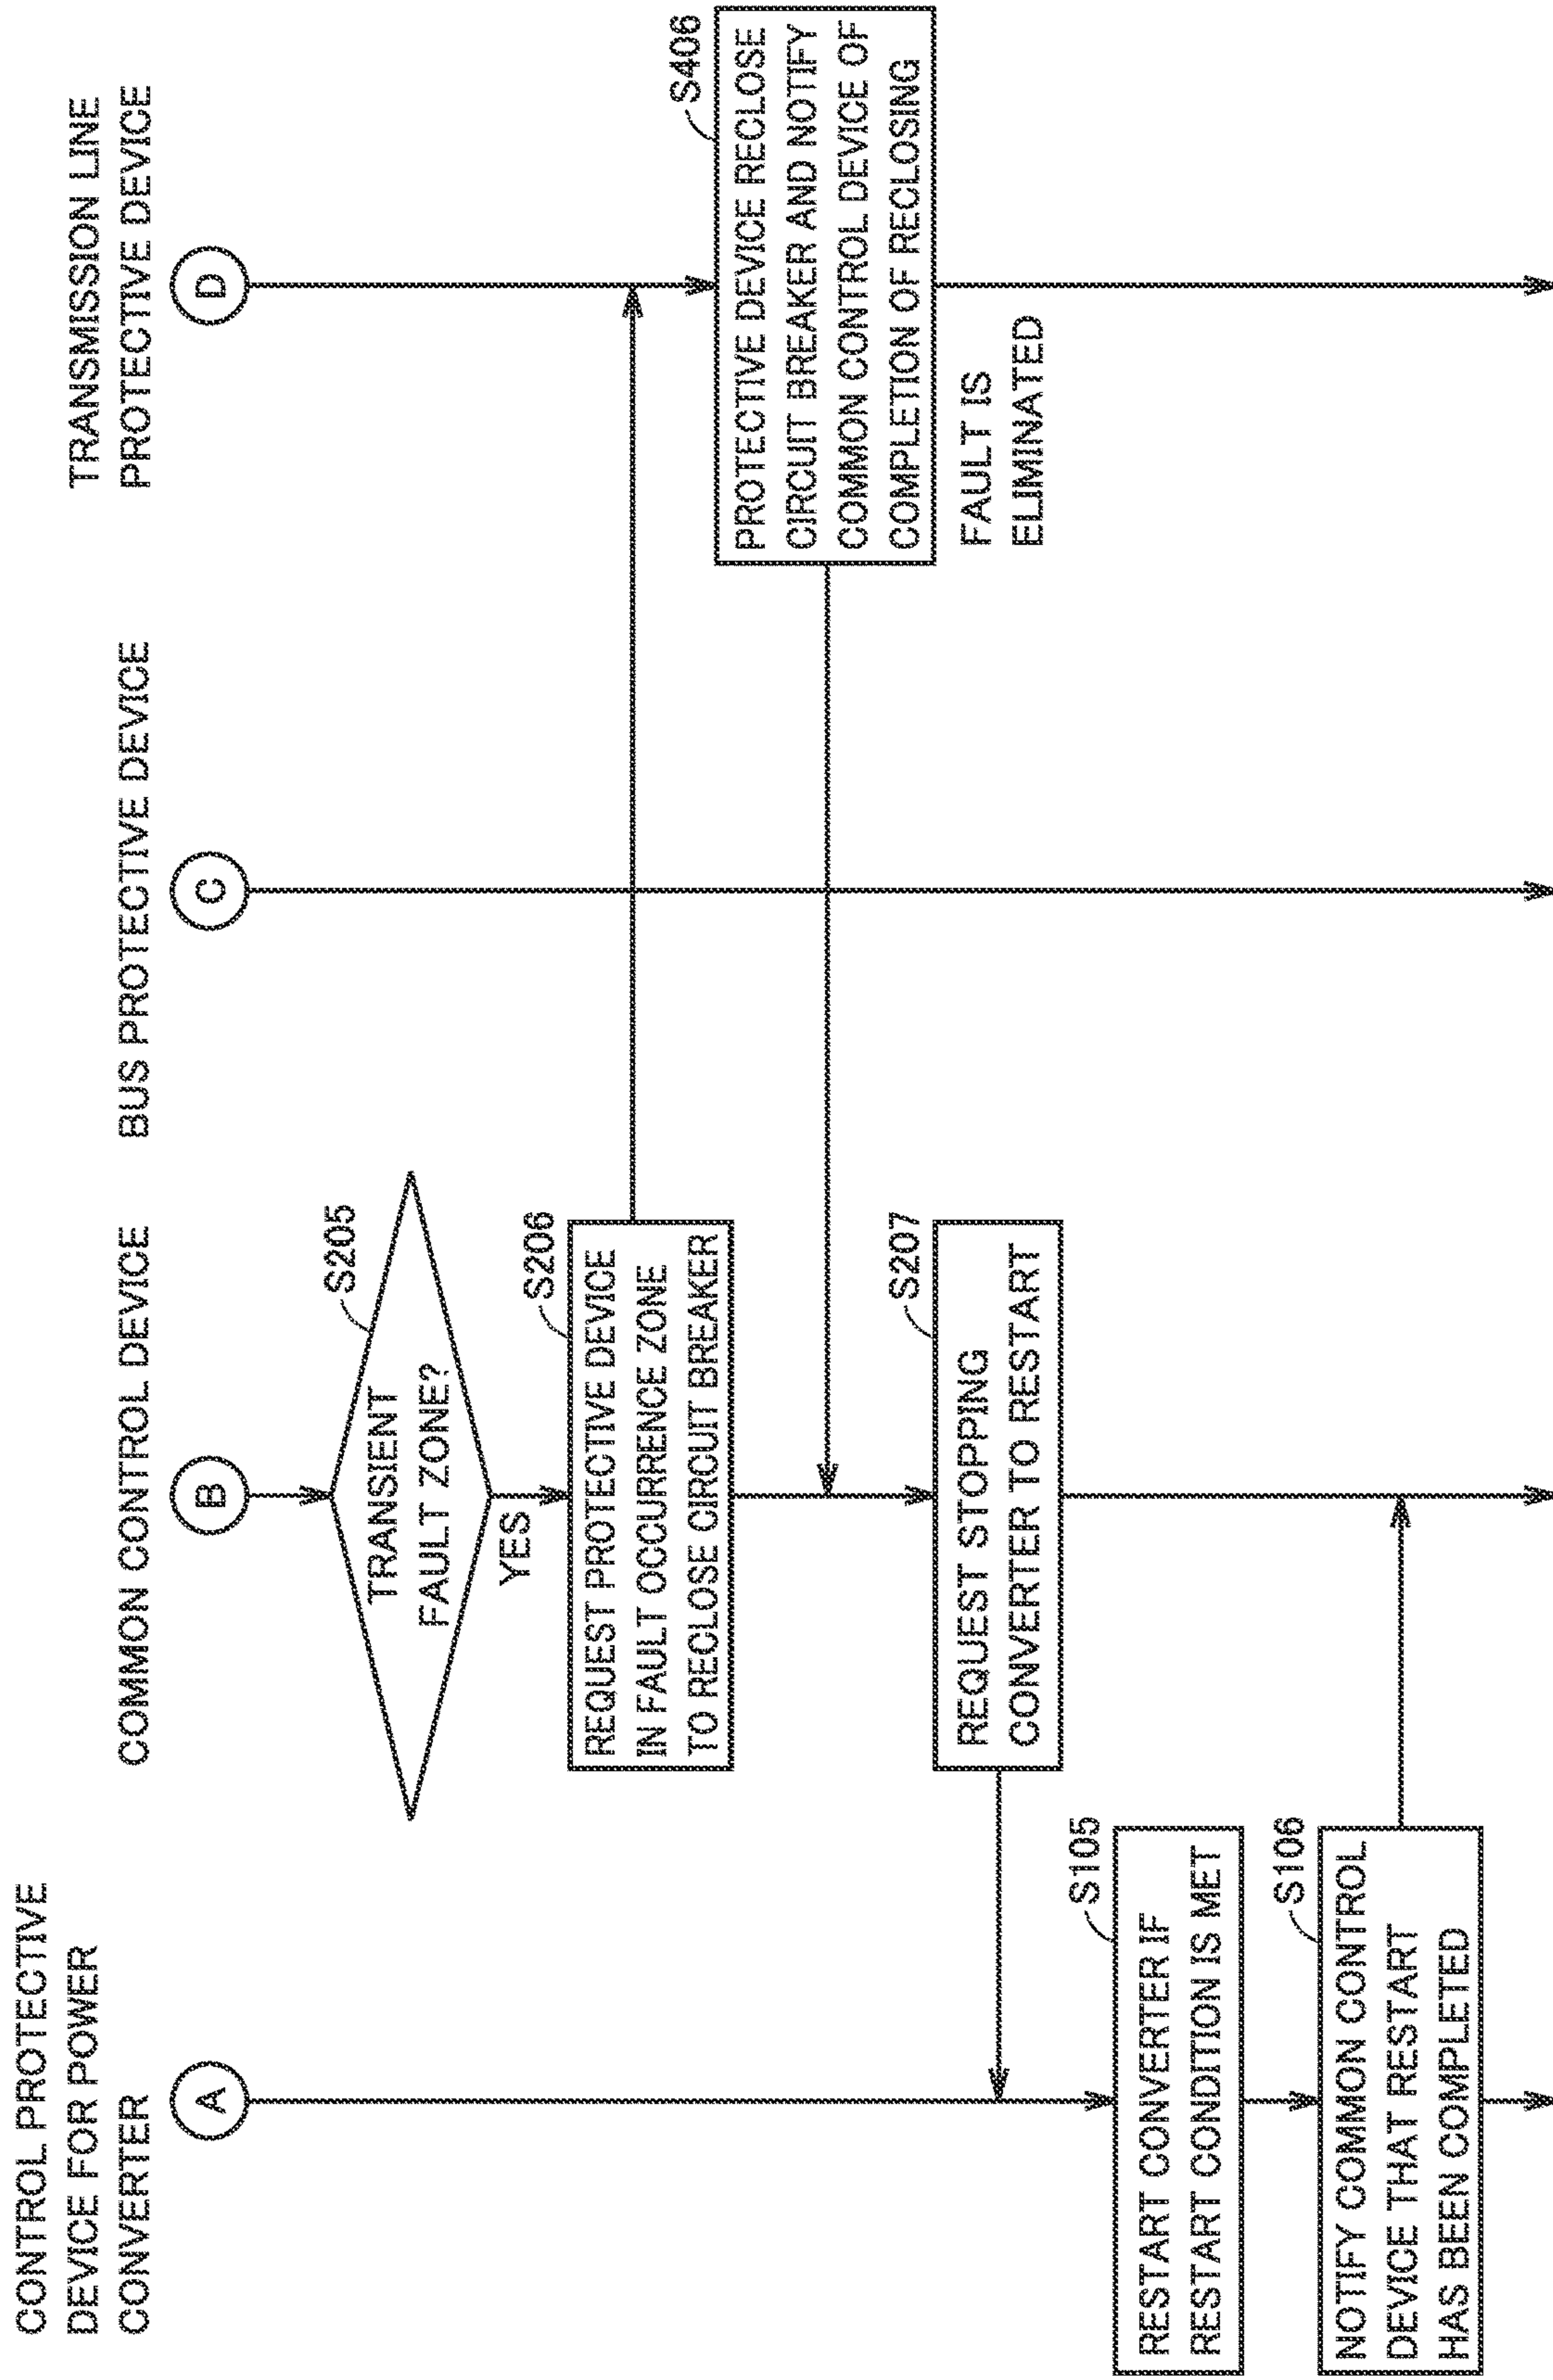 CONTROL PROTECTIVE
DEVICE FOR POWER
CONVERTER
COMMON CONTROL DEVICE
BUS PROTECTIVE DEVICE
TRANSMISSION LINE
PROTECTIVE DEVICE
A
B
C
D
S205
TRANSIENT
FAULT ZONE?
YES
S206
REQUEST PROTECTIVE DEVICE
IN FAULT OCCURRENCE ZONE
TO RECLOSE CIRCUIT BREAKER
S406
PROTECTIVE DEVICE RECLOSE
CIRCUIT BREAKER AND NOTIFY
COMMON CONTROL DEVICE OF
COMPLETION OF RECLOSING
FAULT IS
ELIMINATED
S207
REQUEST STOPPING
CONVERTER TO RESTART
S105
RESTART CONVERTER IF
RESTART CONDITION IS MET
S106
NOTIFY COMMON CONTROL
DEVICE THAT RESTART
HAS BEEN COMPLETED